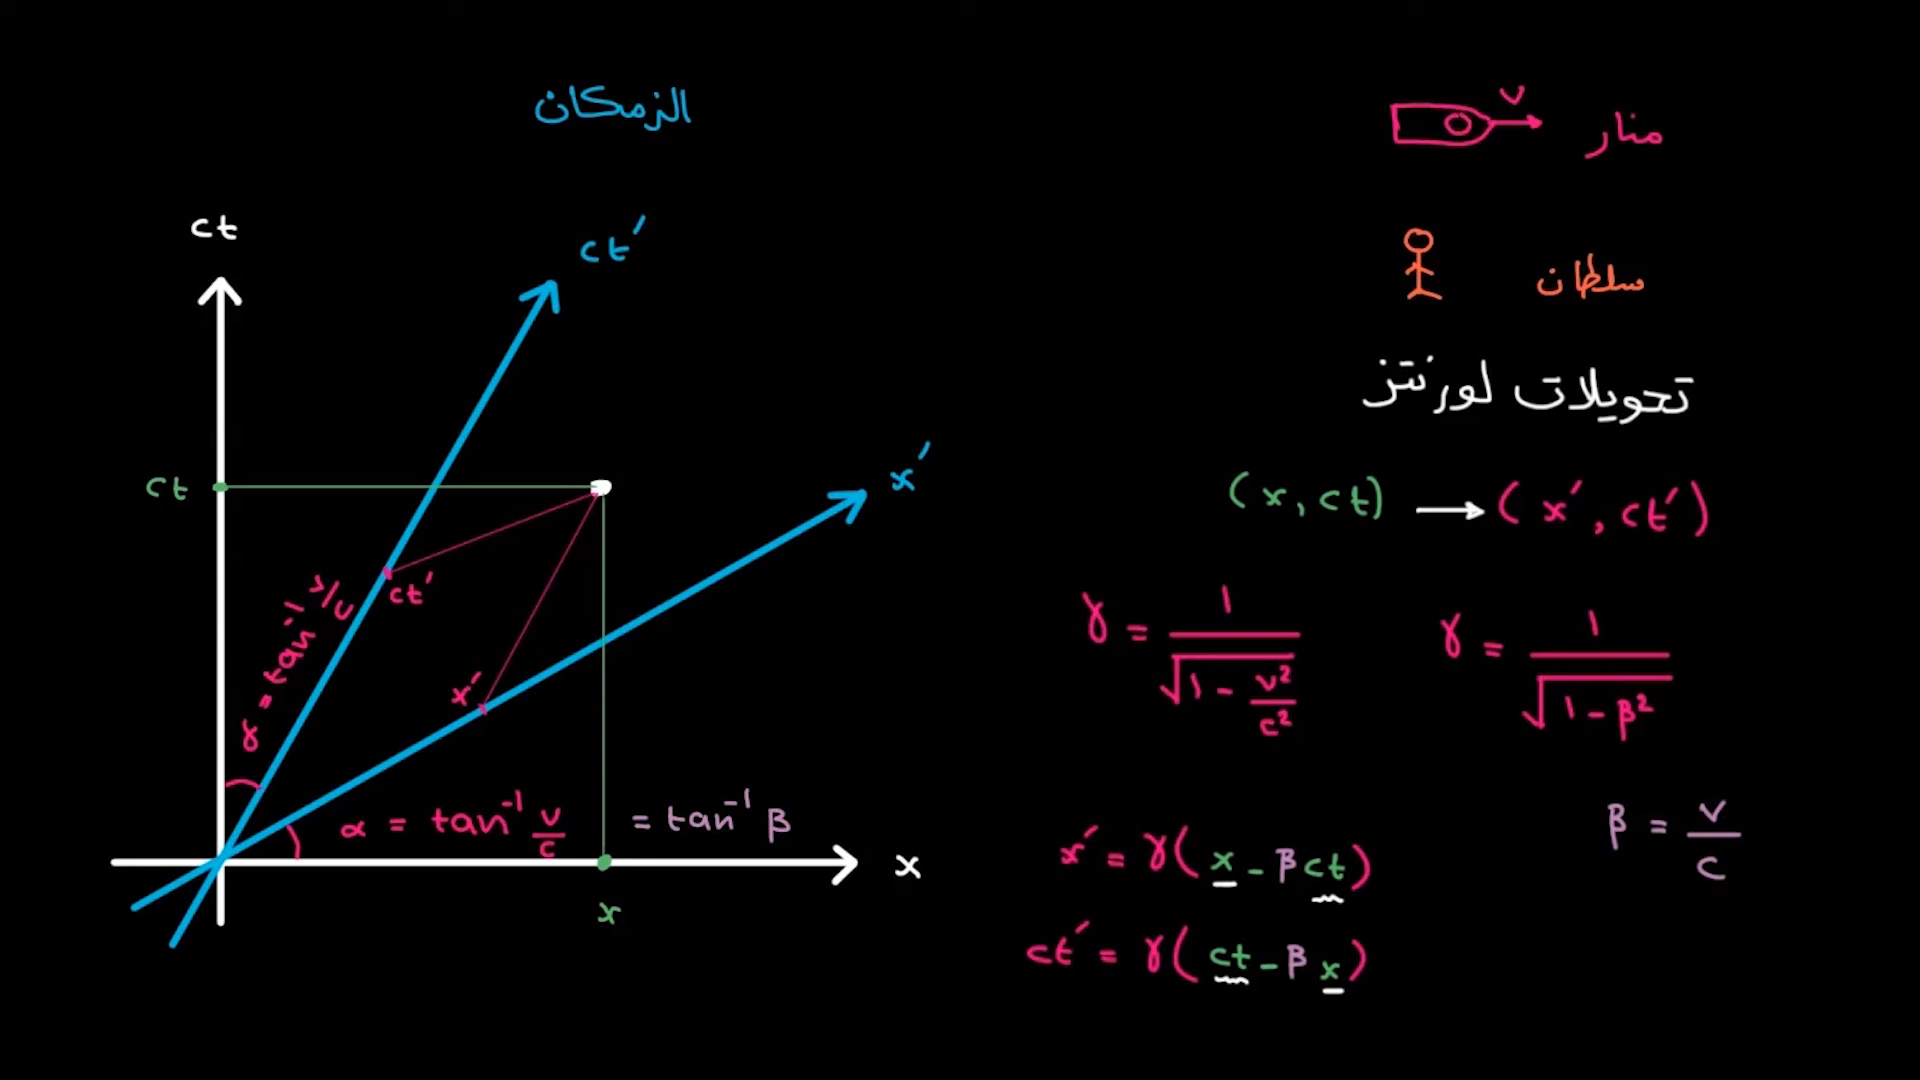 الزمكان
v
منار
سلطان
تحويلات لورنتز
(x, ct) → (x', ct')
γ = 1 / √(1 - v²/c²)
γ = 1 / √(1 - β²)
β = v/c
x' = γ(x - βct)
ct' = γ(ct - βx)
ct
ct'
x'
ct
ct'
γ = tan⁻¹ v/c
x'
α = tan⁻¹ v/c = tan⁻¹ β
x
x